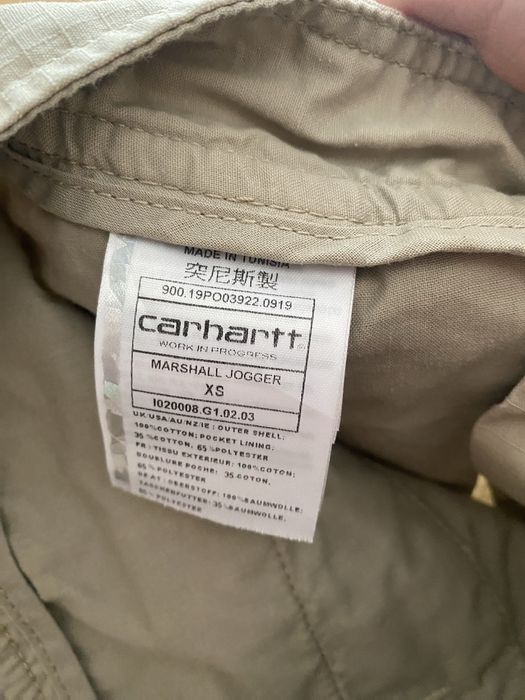 MADE IN TUNISIA
突尼斯製
900.19PO03922.0919
carhartt
WORK IN PROGRESS
MARSHALL JOGGER
XS
I020008.G1.02.03
UK/USA/AU/NZ/IE: OUTER SHELL:
100%COTTON; POCKET LINING:
35%COTTON, 65%POLYESTER
FR: TISSU EXTERIEUR: 100%COTON;
DOUBLURE POCHE: 35%COTON,
65%POLYESTER
DE/AT: OBERSTOFF: 100%BAUMWOLLE;
TASCHENFUTTER: 35%BAUMWOLLE,
65%POLYESTER